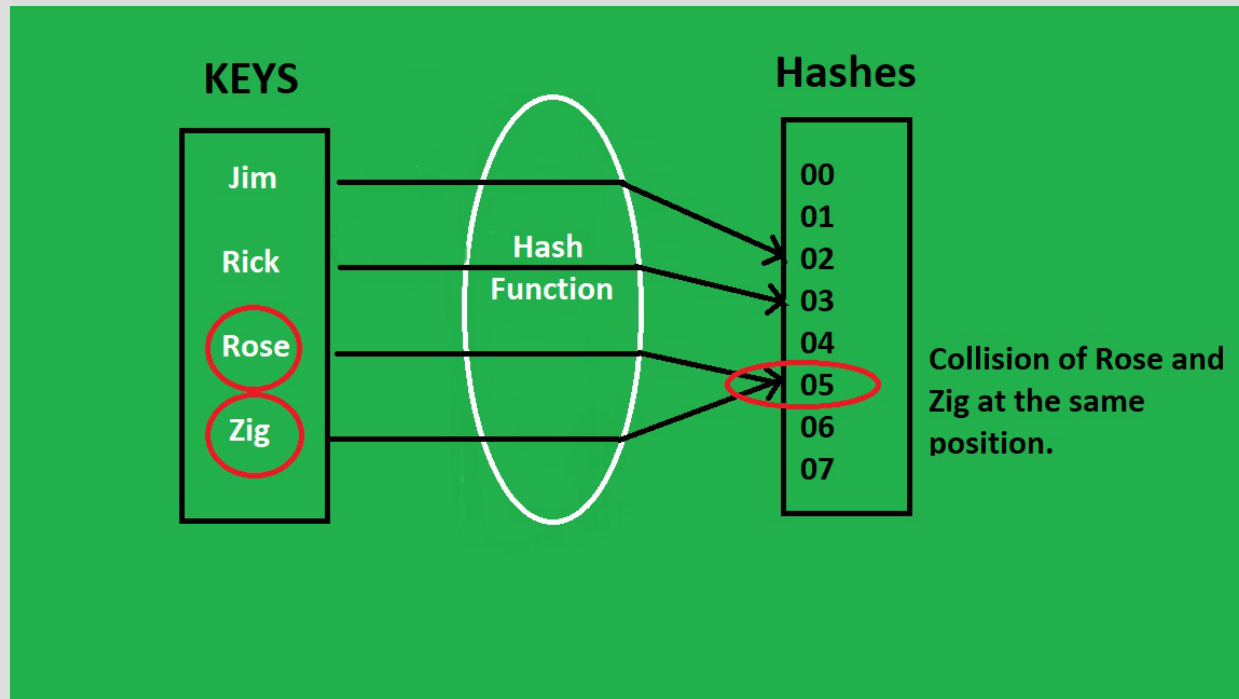 KEYS
Jim
Rick
Rose
Zig
Hash
Function
Hashes
00
01
02
03
04
05
06
07
Collision of Rose and
Zig at the same
position.